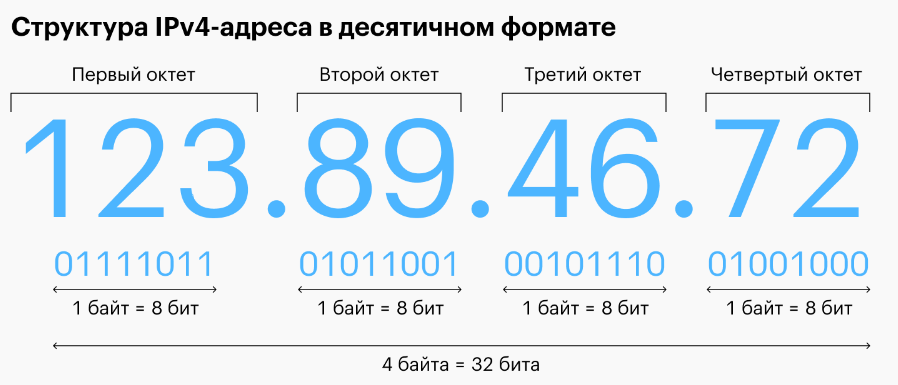 Структура IPv4-адреса в десятичном формате
Первый октет Второй октет Третий октет Четвертый октет
123.89.46.72
01111011 01011001 00101110 01001000
1 байт = 8 бит 1 байт = 8 бит 1 байт = 8 бит 1 байт = 8 бит
4 байта = 32 бита